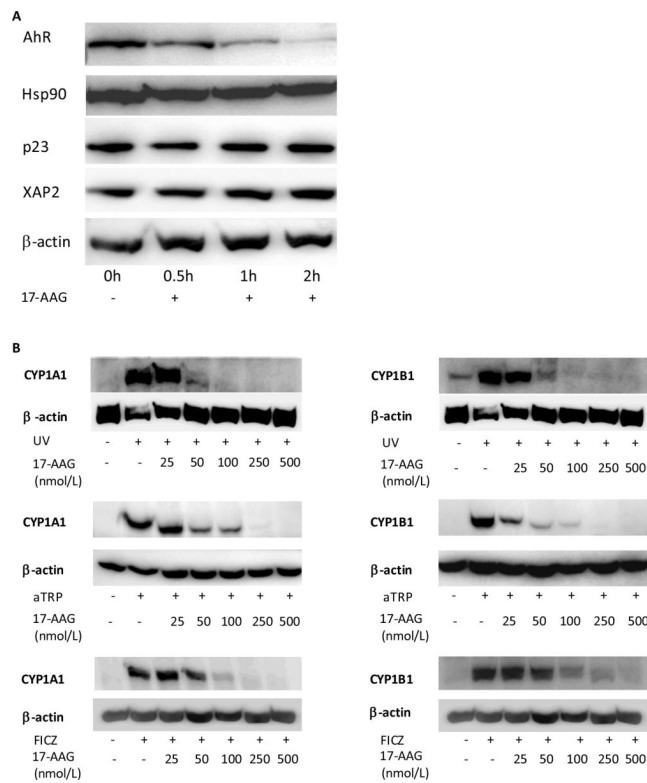 A
AhR
Hsp90
p23
XAP2
β-actin
0h 0.5h 1h 2h
17-AAG - + + +
B
CYP1A1 CYP1B1
β -actin β-actin
UV - + + + + + + UV - + + + + + +
17-AAG - - 25 50 100 250 500 17-AAG - - 25 50 100 250 500
(nmol/L) (nmol/L)
CYP1A1 CYP1B1
β-actin β-actin
aTRP - + + + + + + aTRP - + + + + + +
17-AAG - - 25 50 100 250 500 17-AAG - - 25 50 100 250 500
(nmol/L) (nmol/L)
CYP1A1 CYP1B1
β-actin β-actin
FICZ - + + + + + + FICZ - + + + + + +
17-AAG - - 25 50 100 250 500 17-AAG - - 25 50 100 250 500
(nmol/L) (nmol/L)